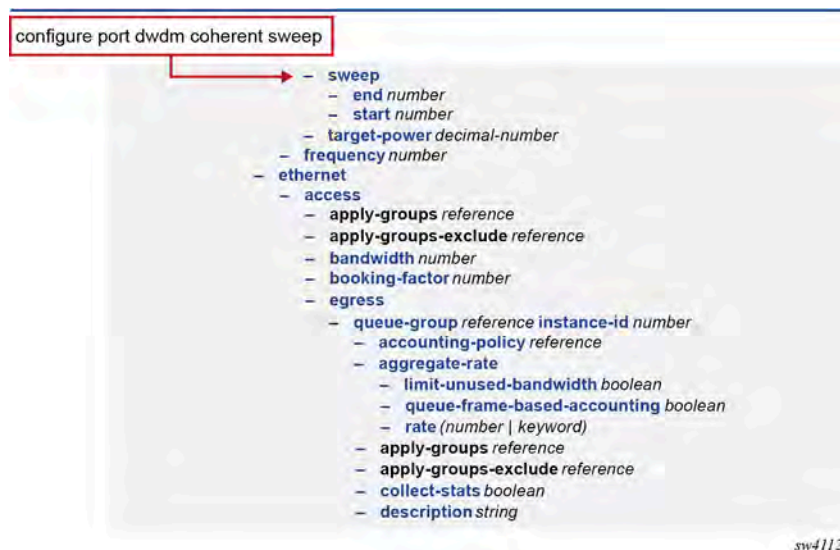 configure port dwdm coherent sweep
– sweep
– end number
– start number
– target-power decimal-number
– frequency number
– ethernet
– access
– apply-groups reference
– apply-groups-exclude reference
– bandwidth number
– booking-factor number
– egress
– queue-group reference instance-id number
– accounting-policy reference
– aggregate-rate
– limit-unused-bandwidth boolean
– queue-frame-based-accounting boolean
– rate (number | keyword)
– apply-groups reference
– apply-groups-exclude reference
– collect-stats boolean
– description string